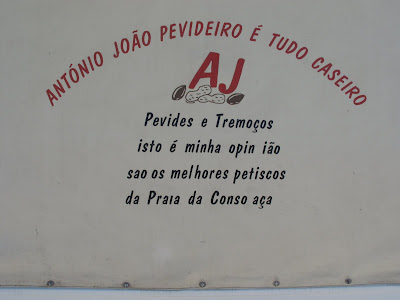 ANTÓNIO JOÃO PEVIDEIRO É TUDO CASEIRO
AJ
Pevides e Tremoços
isto é minha opin ião
sao os melhores petiscos
da Praia da Conso aça